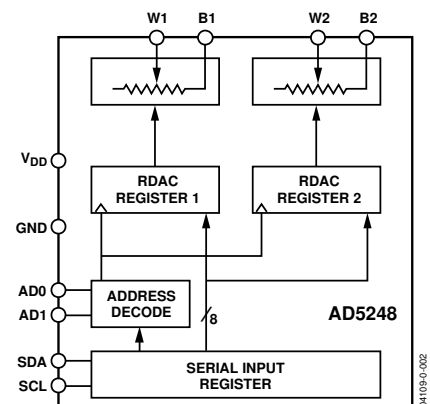 W1 B1 W2 B2
VDD
RDAC
REGISTER 1
RDAC
REGISTER 2
GND
AD0
AD1
ADDRESS
DECODE
8
AD5248
SDA
SCL
SERIAL INPUT
REGISTER
04109-0-002